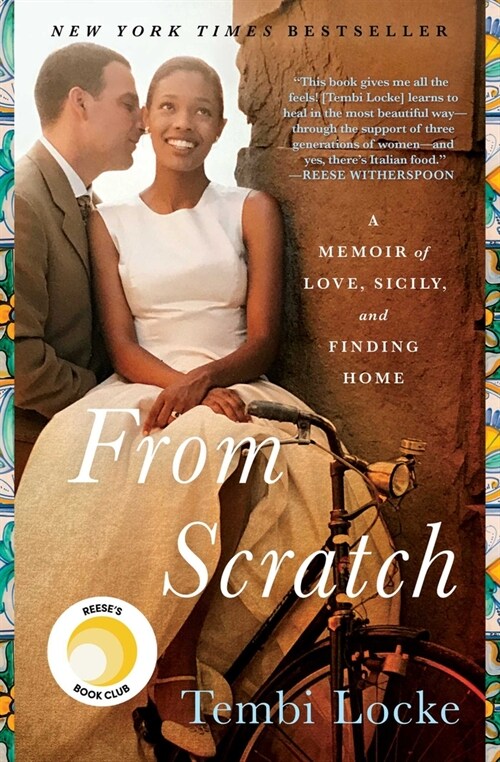 NEW YORK TIMES BESTSELLER
“This book gives me all the
feels! [Tembi Locke] learns to
heal in the most beautiful way—
through the support of three
generations of women—and
yes, there’s Italian food.”
—REESE WITHERSPOON
A
MEMOIR of
LOVE, SICILY,
and
FINDING
HOME
From
Scratch
REESE’S
BOOK CLUB
Tembi Locke